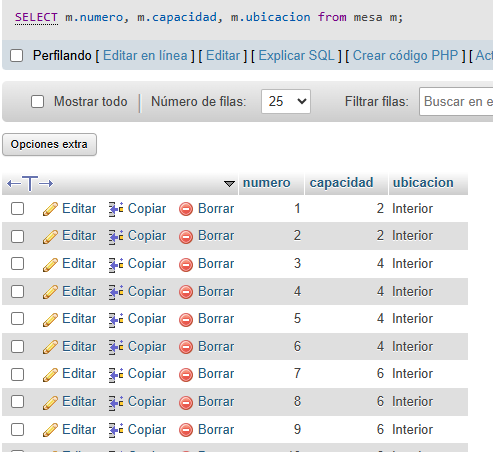 SELECT m.numero, m.capacidad, m.ubicacion from mesa m;
Perfilando [ Editar en línea ] [ Editar ] [ Explicar SQL ] [ Crear código PHP ] [ Act
Mostrar todo Número de filas: 25 Filtrar filas: Buscar en e
Opciones extra
numero capacidad ubicacion
Editar Copiar Borrar 1 2 Interior
Editar Copiar Borrar 2 2 Interior
Editar Copiar Borrar 3 4 Interior
Editar Copiar Borrar 4 4 Interior
Editar Copiar Borrar 5 4 Interior
Editar Copiar Borrar 6 4 Interior
Editar Copiar Borrar 7 6 Interior
Editar Copiar Borrar 8 6 Interior
Editar Copiar Borrar 9 6 Interior